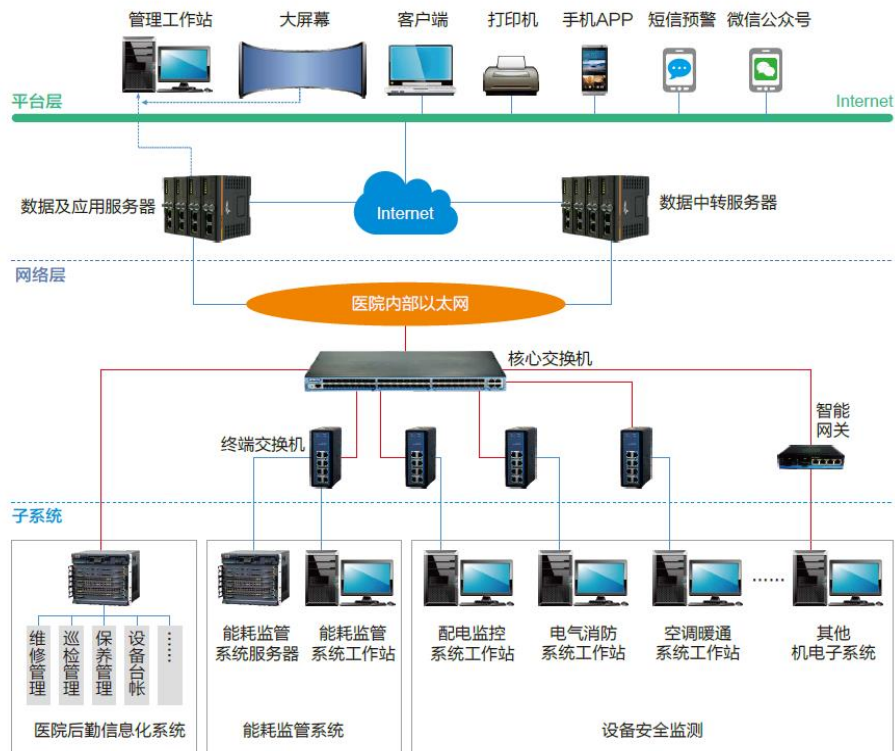 管理工作站
大屏幕
客户端
打印机
手机APP
短信预警
微信公众号
平台层
Internet
数据及应用服务器
Internet
数据中转服务器
网络层
医院内部以太网
核心交换机
智能
网关
终端交换机
子系统
维修管理
巡检管理
保养管理
设备台帐
……
医院后勤信息化系统
能耗监管
系统服务器
能耗监管
系统工作站
能耗监管系统
配电监控
系统工作站
电气消防
系统工作站
空调暖通
系统工作站
……
其他
机电子系统
设备安全监测